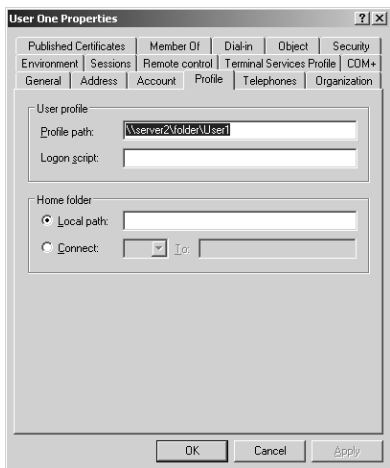 User One Properties
Published Certificates Member Of Dial-in Object Security
Environment Sessions Remote control Terminal Services Profile COM+
General Address Account Profile Telephones Organization
User profile
Profile path: \\server2\folder\User1
Logon script:
Home folder
Local path:
Connect: To:
OK Cancel Apply